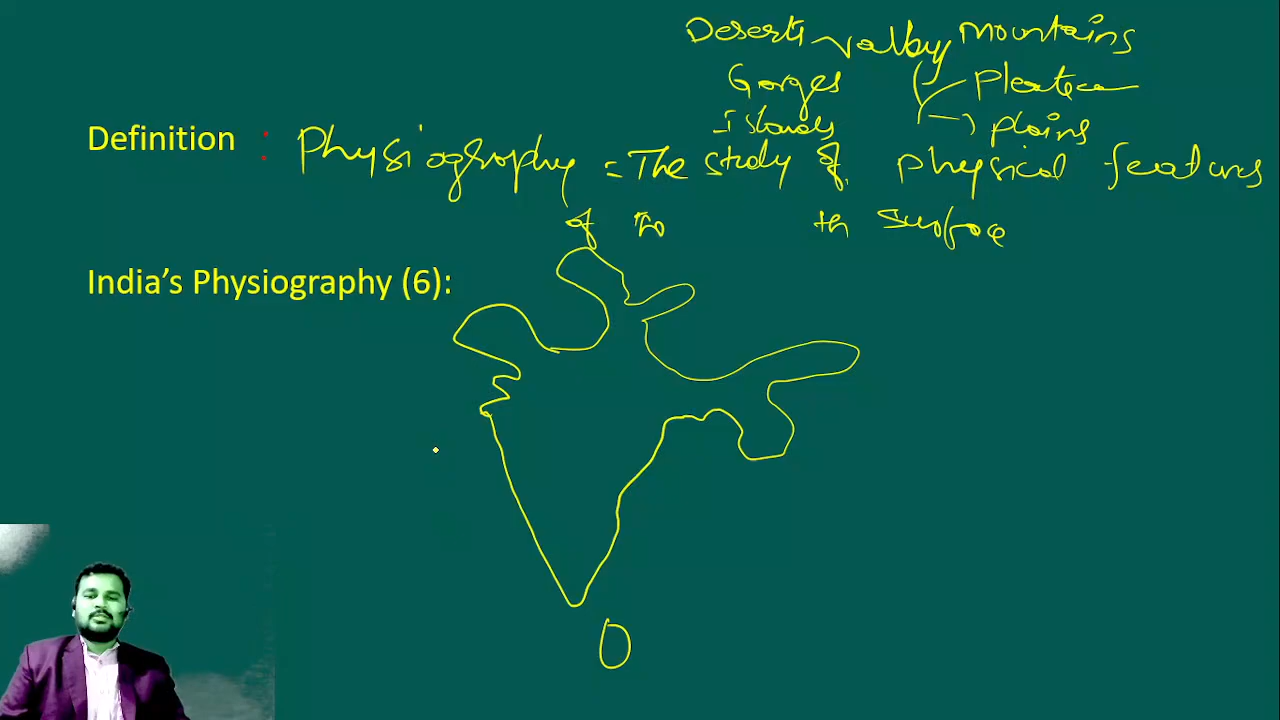 Deserts valley Mountains
Gorges Plateau
Islands plains
Definition : Physiography = The study of physical features
of the surface
India's Physiography (6):